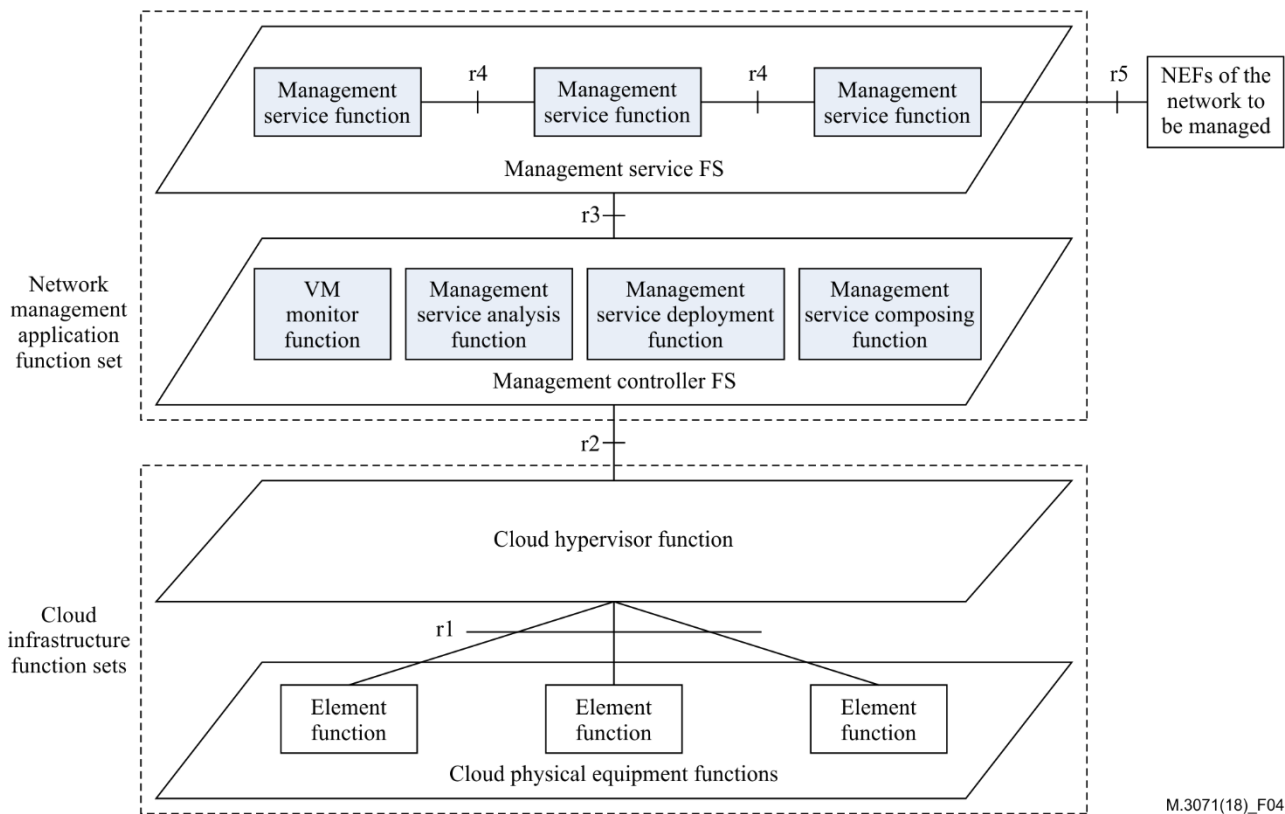 r4
r4
r5
Management
service function
Management
service function
Management
service function
NEFs of the
network to
be managed
Management service FS
r3
Network
management
application
function set
VM
monitor
function
Management
service analysis
function
Management
service deployment
function
Management
service composing
function
Management controller FS
r2
Cloud hypervisor function
Cloud
infrastructure
function sets
r1
Element
function
Element
function
Element
function
Cloud physical equipment functions
M.3071(18)_F04